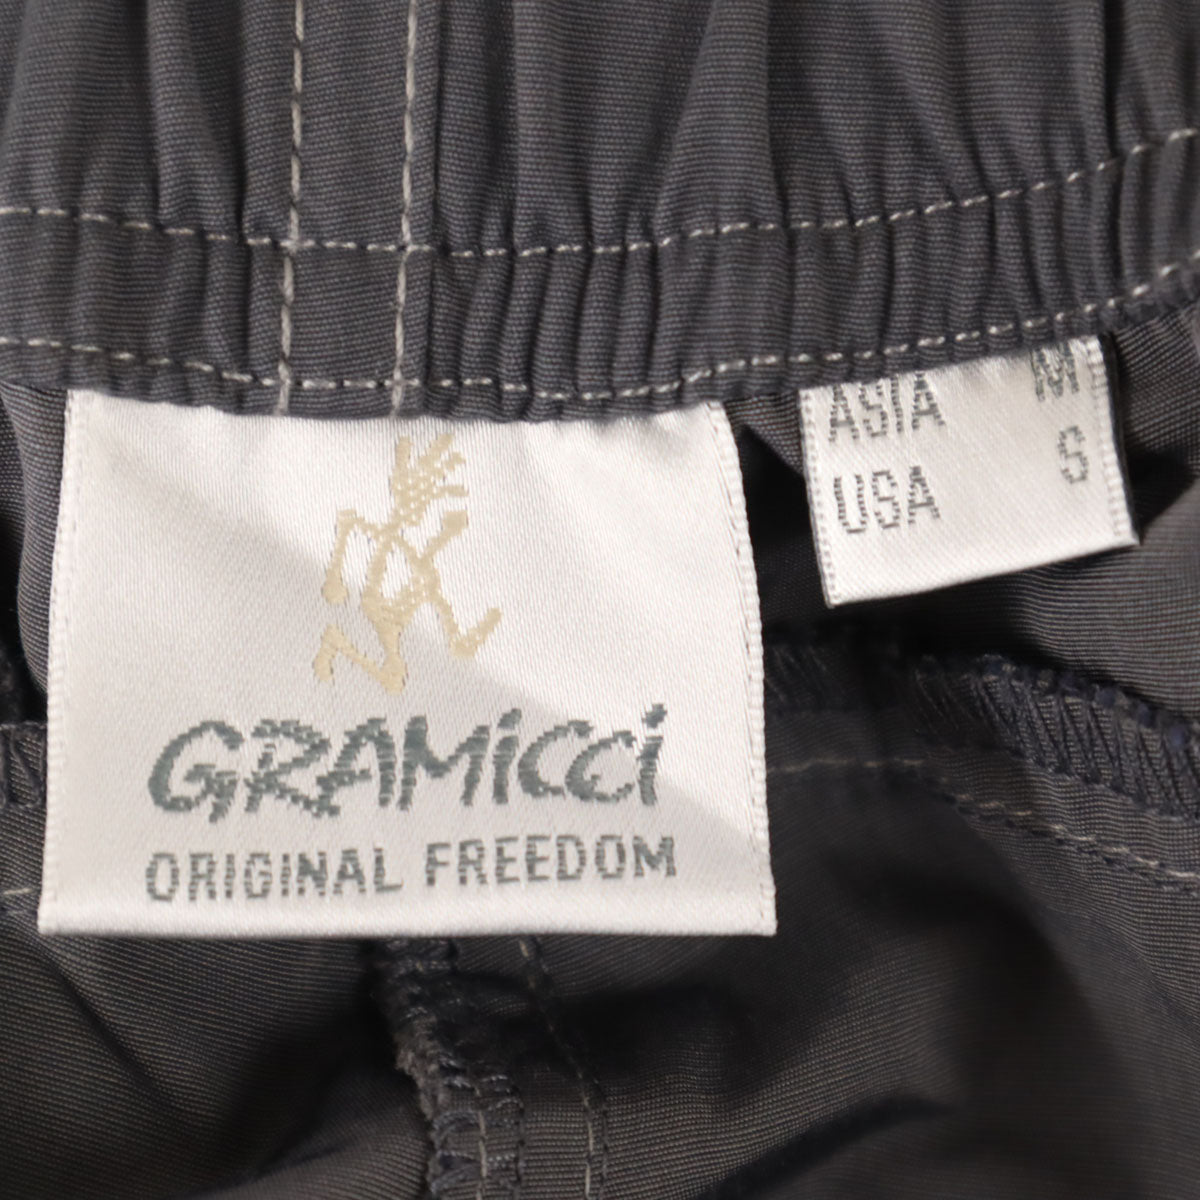 GRAMiCCi
ORIGINAL FREEDOM
ASIA M
USA S